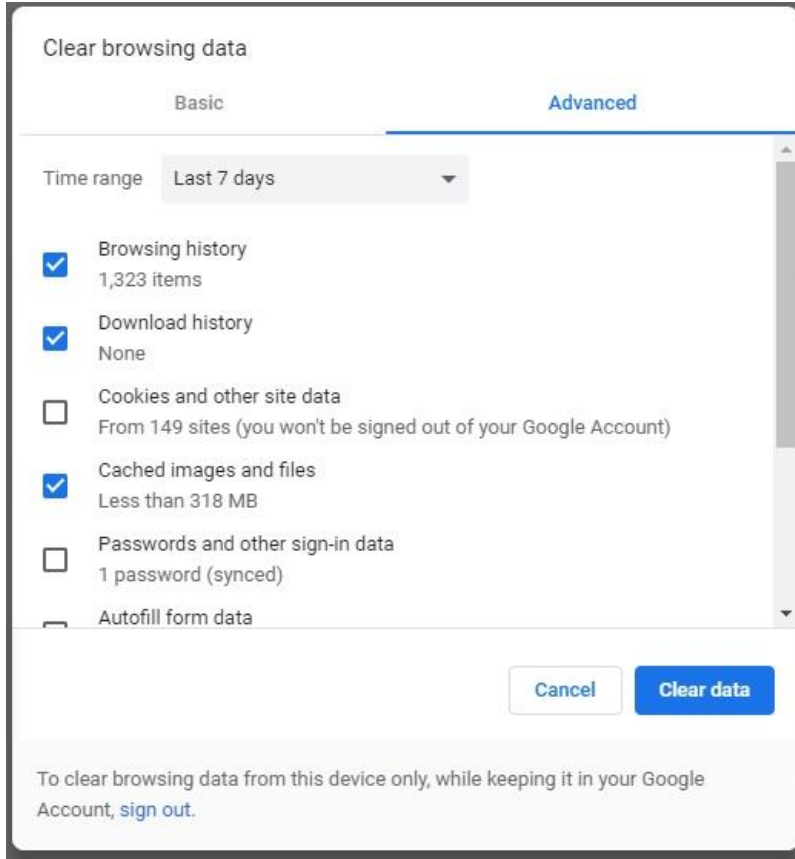 Clear browsing data
Basic
Advanced
Time range
Last 7 days
Browsing history
1,323 items
Download history
None
Cookies and other site data
From 149 sites (you won't be signed out of your Google Account)
Cached images and files
Less than 318 MB
Passwords and other sign-in data
1 password (synced)
Autofill form data
Cancel
Clear data
To clear browsing data from this device only, while keeping it in your Google
Account, sign out.